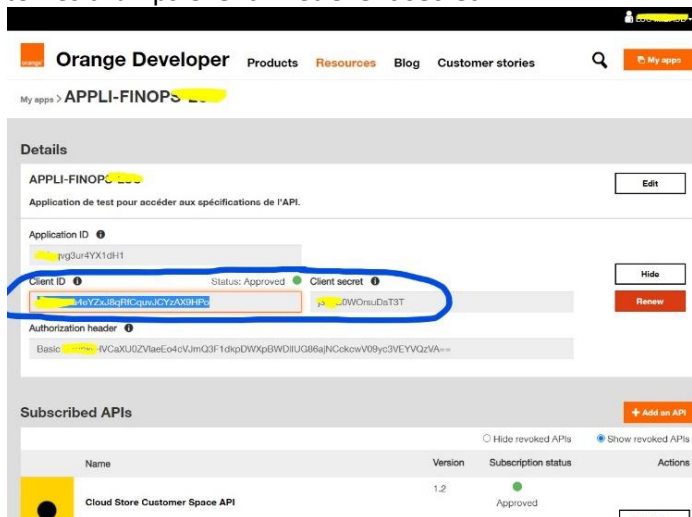 Orange Developer Products Resources Blog Customer stories My apps
My apps > APPLI-FINOPS
Details
APPLI-FINOPS
Edit
Application de test pour accéder aux spécifications de l'API.
Application ID
Hide
Client ID Status: Approved Client secret
Renew
Authorization header
Basic
Subscribed APIs
+ Add an API
Hide revoked APIs Show revoked APIs
Name Version Subscription status Actions
1.2
Cloud Store Customer Space API Approved